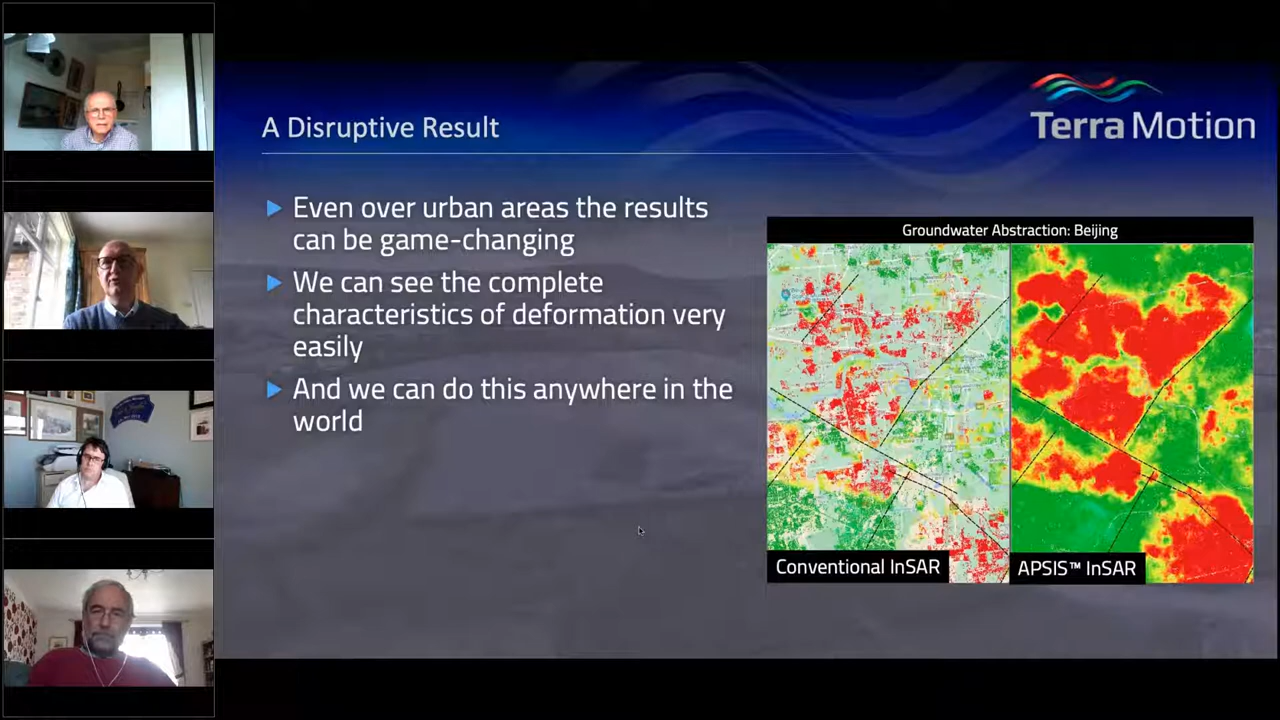 A Disruptive Result
Terra Motion
Even over urban areas the results
can be game-changing
We can see the complete
characteristics of deformation very
easily
And we can do this anywhere in the
world
Groundwater Abstraction: Beijing
Conventional InSAR
APSIS™ InSAR